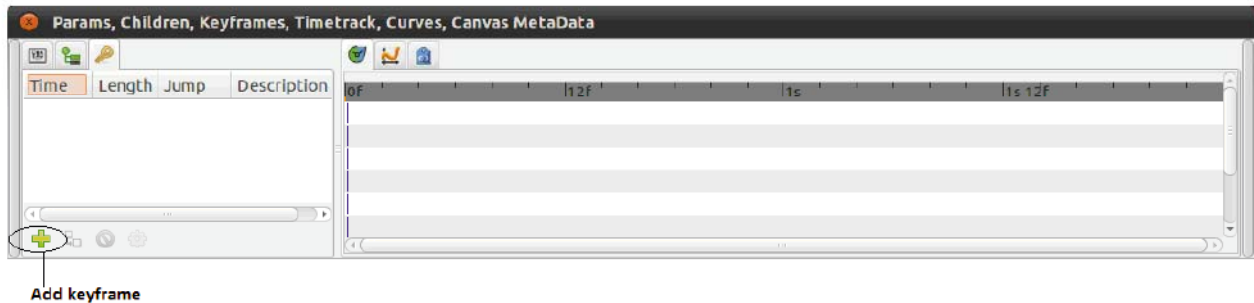 Params, Children, Keyframes, Timetrack, Curves, Canvas MetaData
Time Length Jump Description
0f 12f 1s 1s 12f
Add keyframe